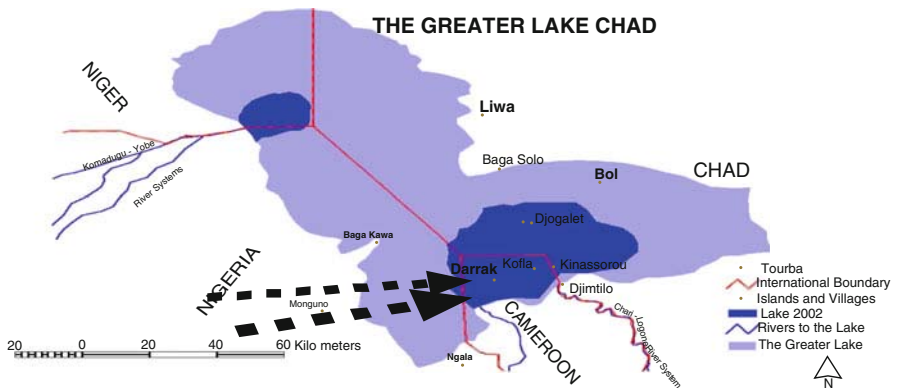 THE GREATER LAKE CHAD
NIGER
Liwa
Komadugu - Yobe
River Systems
Baga Solo
Bol
CHAD
Djogalet
Baga Kawa
NIGERIA
Darrak
Kofla
Kinassorou
Djimtilo
Monguno
CAMEROON
Chari -Logone River System
Ngala
20 0 20 40 60 Kilo meters
Tourba
International Boundary
Islands and Villages
Lake 2002
Rivers to the Lake
The Greater Lake
N